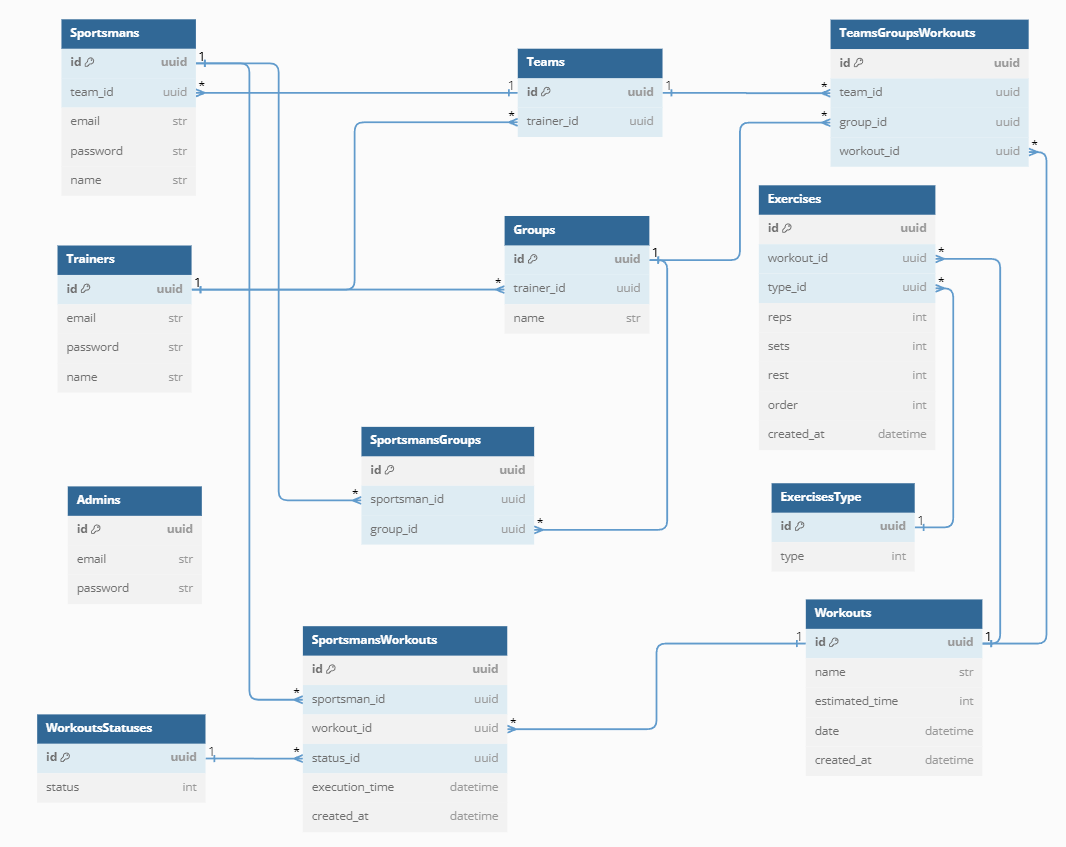 Sportsmans
id uuid
team_id uuid
email str
password str
name str
1
*
Teams
id uuid
trainer_id uuid
1
1
*
TeamsGroupsWorkouts
id uuid
team_id uuid
group_id uuid
workout_id uuid
*
*
*
Exercises
id uuid
workout_id uuid
type_id uuid
reps int
sets int
rest int
order int
created_at datetime
*
*
Trainers
id uuid
email str
password str
name str
1
Groups
id uuid
trainer_id uuid
name str
1
*
SportsmansGroups
id uuid
sportsman_id uuid
group_id uuid
*
*
Admins
id uuid
email str
password str
ExercisesType
id uuid
type int
1
Workouts
id uuid
name str
estimated_time int
date datetime
created_at datetime
1
1
SportsmansWorkouts
id uuid
sportsman_id uuid
workout_id uuid
status_id uuid
execution_time datetime
created_at datetime
*
*
*
WorkoutsStatuses
id uuid
status int
1